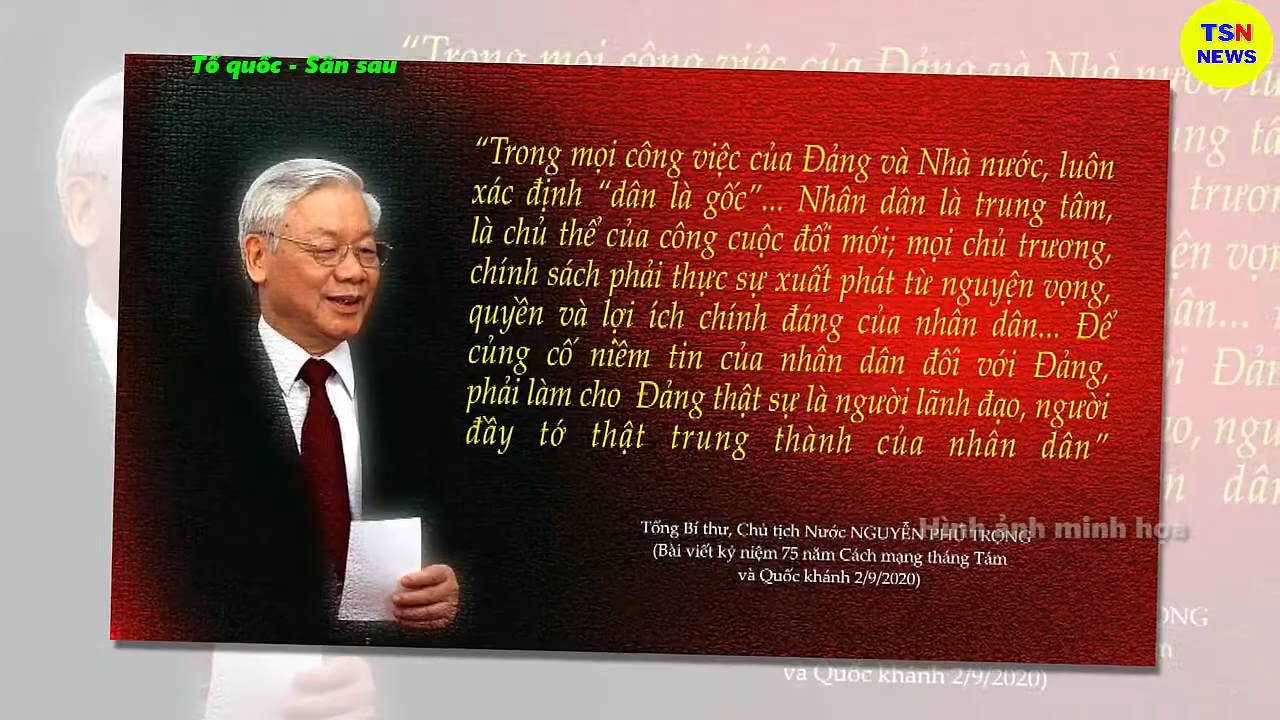 TSN
NEWS
Tổ quốc - Sân sau
“Trong mọi công việc của Đảng và Nhà nước, luôn
xác định “dân là gốc”... Nhân dân là trung tâm,
là chủ thể của công cuộc đổi mới; mọi chủ trương,
chính sách phải thực sự xuất phát từ nguyện vọng,
quyền và lợi ích chính đáng của nhân dân... Để
củng cố niềm tin của nhân dân đối với Đảng,
phải làm cho Đảng thật sự là người lãnh đạo, người
đầy tớ thật trung thành của nhân dân”
Tổng Bí thư, Chủ tịch Nước NGUYỄN PHÚ TRỌNG
Hình ảnh minh họa
(Bài viết kỷ niệm 75 năm Cách mạng tháng Tám
và Quốc khánh 2/9/2020)
và Quốc khánh 2/9/2020)